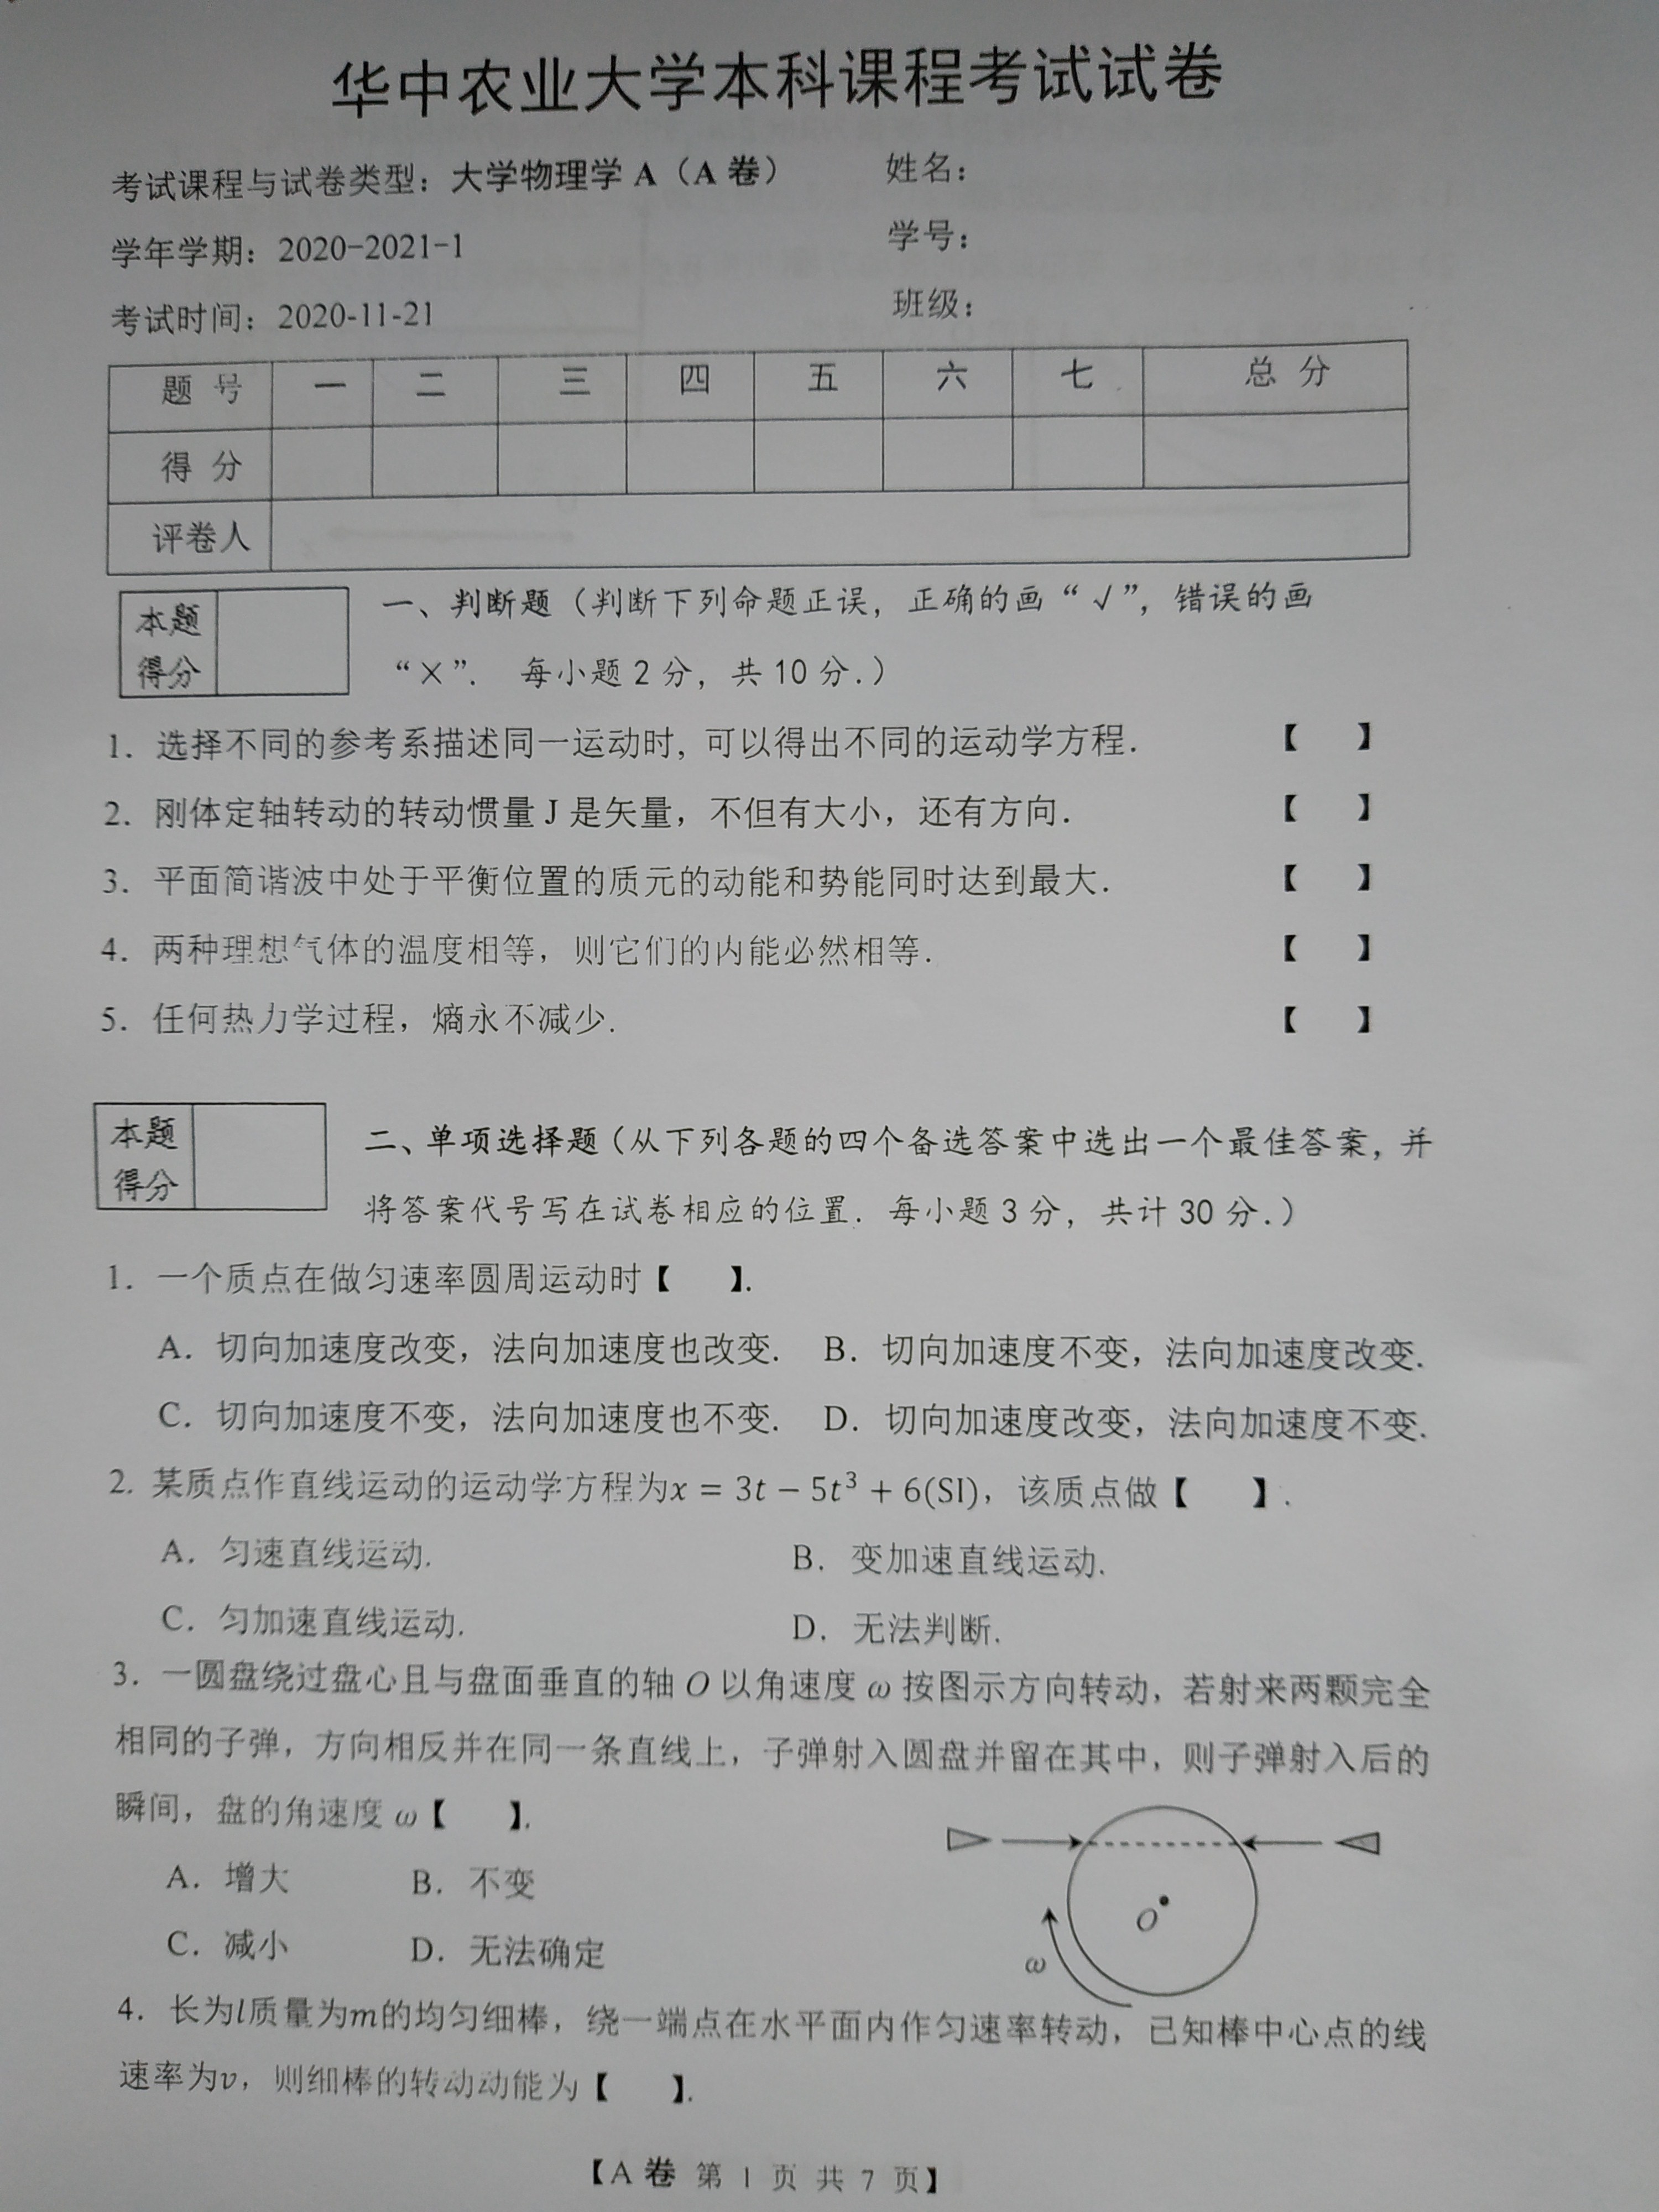 华中农业大学本科课程考试试卷
考试课程与试卷类型：大学物理学 A（A 卷） 姓名：
学年学期：2020-2021-1 学号：
考试时间：2020-11-21 班级：
题 号 一 二 三 四 五 六 七 总 分
得 分
评卷人
本题得分
一、判断题（判断下列命题正误，正确的画“√”，错误的画
“×”. 每小题 2 分，共 10 分.）
1. 选择不同的参考系描述同一运动时, 可以得出不同的运动学方程. 【 】
2. 刚体定轴转动的转动惯量 J 是矢量，不但有大小，还有方向. 【 】
3. 平面简谐波中处于平衡位置的质元的动能和势能同时达到最大. 【 】
4. 两种理想气体的温度相等，则它们的内能必然相等. 【 】
5. 任何热力学过程，熵永不减少. 【 】
本题得分
二、单项选择题（从下列各题的四个备选答案中选出一个最佳答案，并
将答案代号写在试卷相应的位置. 每小题 3 分，共计 30 分.）
1. 一个质点在做匀速率圆周运动时【 】.
A. 切向加速度改变，法向加速度也改变. B. 切向加速度不变，法向加速度改变.
C. 切向加速度不变，法向加速度也不变. D. 切向加速度改变，法向加速度不变.
2. 某质点作直线运动的运动学方程为x = 3t − 5t³ + 6(SI)，该质点做【 】.
A. 匀速直线运动. B. 变加速直线运动.
C. 匀加速直线运动. D. 无法判断.
3. 一圆盘绕过盘心且与盘面垂直的轴 O 以角速度 ω 按图示方向转动，若射来两颗完全
相同的子弹，方向相反并在同一条直线上，子弹射入圆盘并留在其中，则子弹射入后的
瞬间，盘的角速度 ω【 】.
A. 增大 B. 不变
C. 减小 D. 无法确定
O
ω
4. 长为l质量为m的均匀细棒，绕一端点在水平面内作匀速率转动，已知棒中心点的线
速率为v，则细棒的转动动能为【 】.
【A 卷 第 1 页 共 7 页】